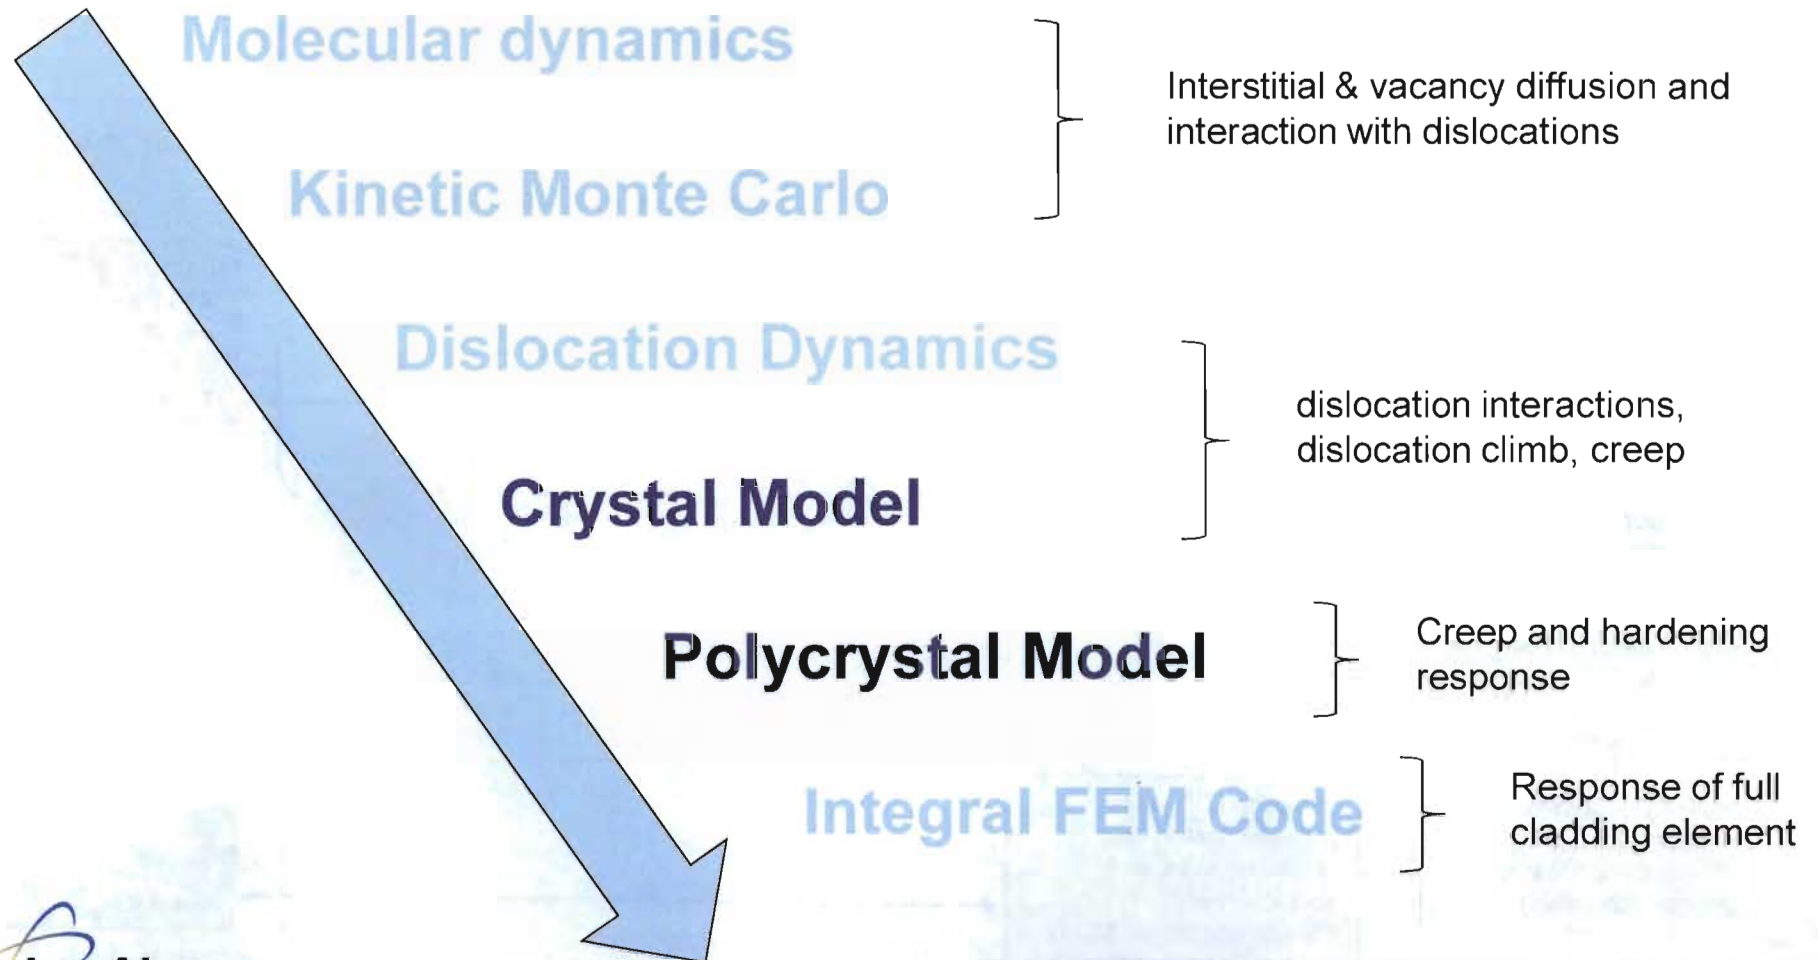 Molecular dynamics
Interstitial & vacancy diffusion and
interaction with dislocations
Kinetic Monte Carlo
Dislocation Dynamics
dislocation interactions,
dislocation climb, creep
Crystal Model
Polycrystal Model
Creep and hardening
response
Integral FEM Code
Response of full
cladding element